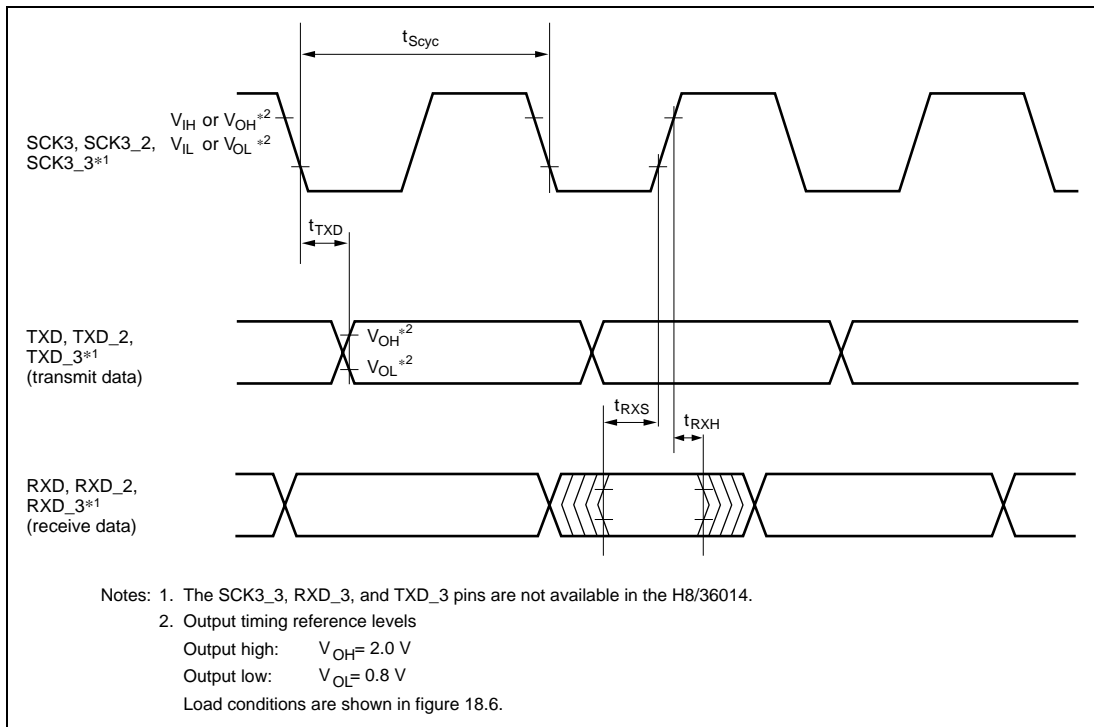 tScyc
VIH or VOH*2
SCK3, SCK3_2, VIL or VOL *2
SCK3_3*1
tTXD
TXD, TXD_2,
TXD_3*1
(transmit data)
VOH*2
VOL*2
tRXS
tRXH
RXD, RXD_2,
RXD_3*1
(receive data)
Notes: 1. The SCK3_3, RXD_3, and TXD_3 pins are not available in the H8/36014.
2. Output timing reference levels
Output high: VOH= 2.0 V
Output low: VOL= 0.8 V
Load conditions are shown in figure 18.6.